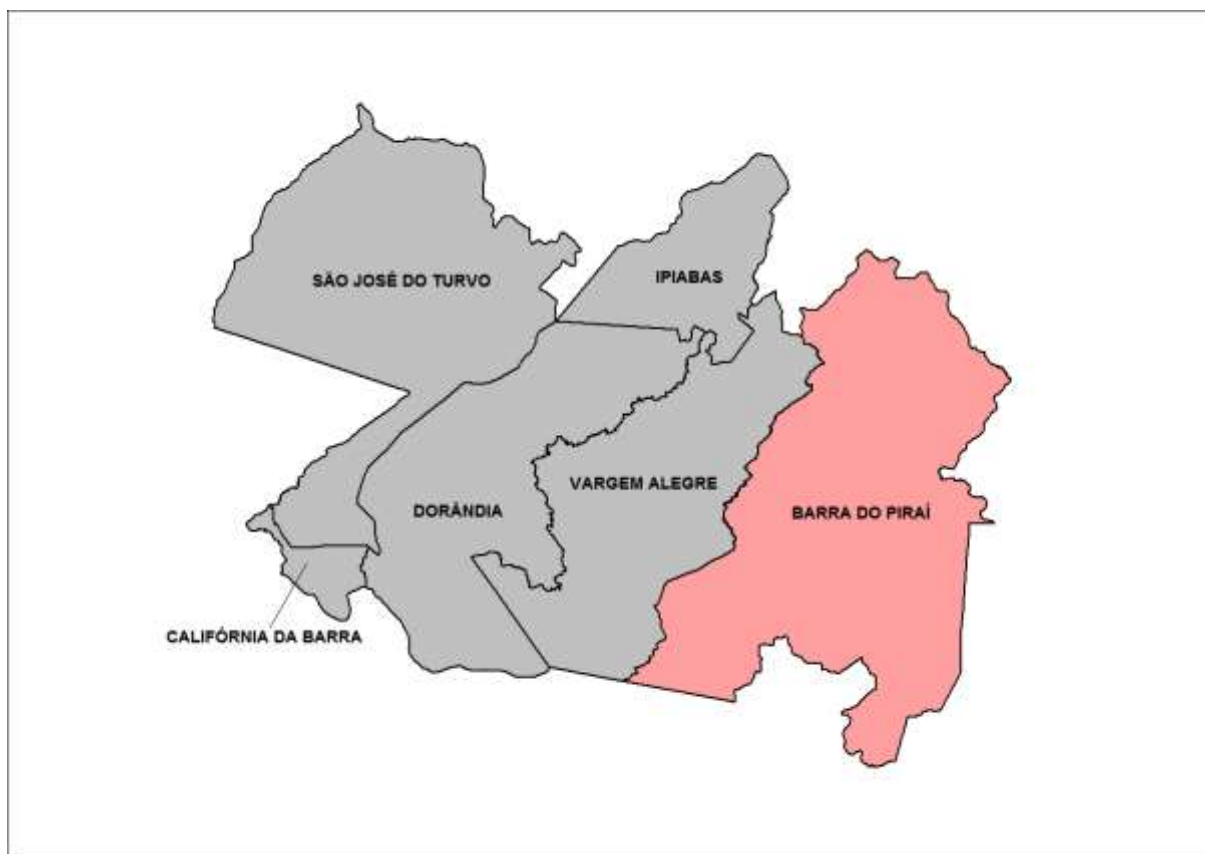 IPIABAS
SÃO JOSÉ DO TURVO
VARGEM ALEGRE
DORÂNDIA
BARRA DO PIRAÍ
CALIFÓRNIA DA BARRA